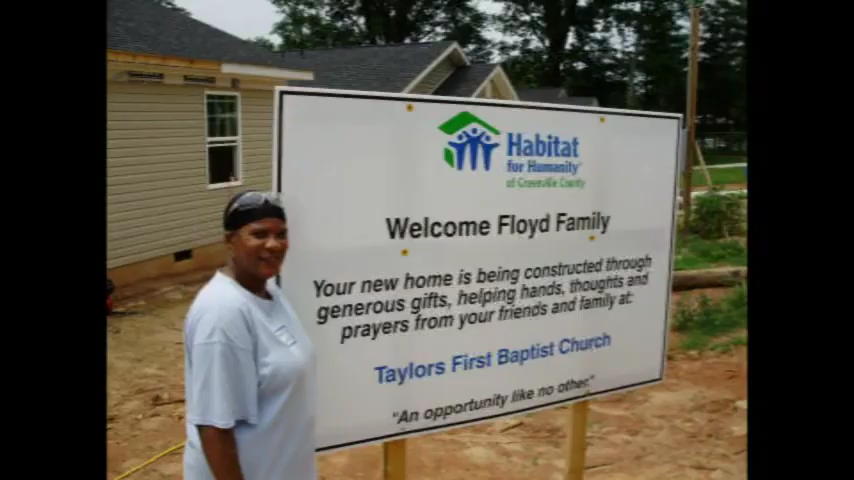 Habitat
for Humanity®
of Greenville County
Welcome Floyd Family
Your new home is being constructed through
generous gifts, helping hands, thoughts and
prayers from your friends and family at:
Taylors First Baptist Church
"An opportunity like no other."